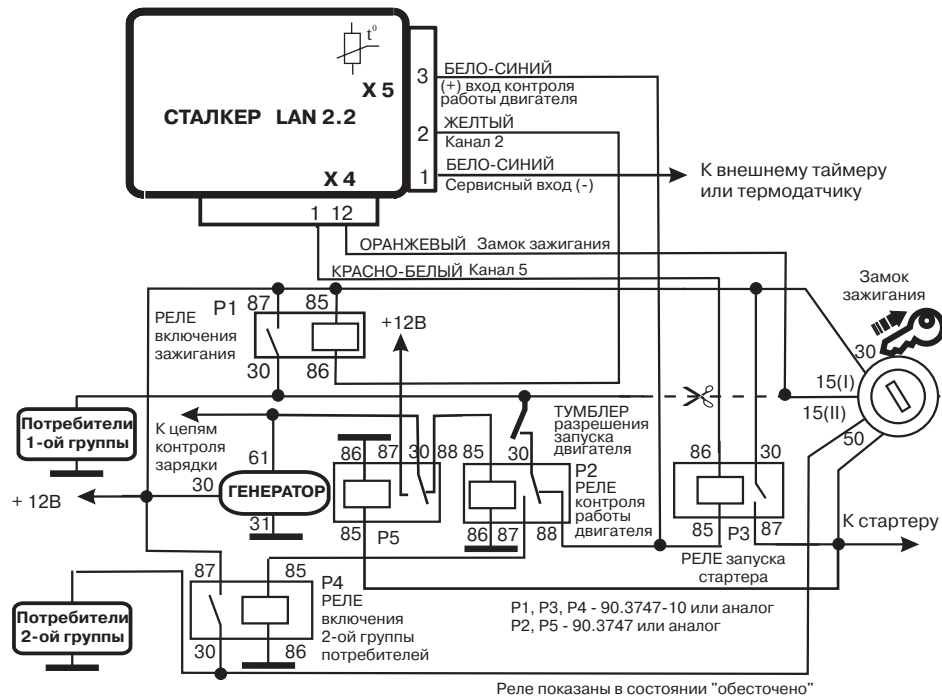 t°
X 5
СТАЛКЕР LAN 2.2
X 4
3
БЕЛО-СИНИЙ
(+) вход контроля
работы двигателя
2
ЖЕЛТЫЙ
Канал 2
1
БЕЛО-СИНИЙ
Сервисный вход (-)
К внешнему таймеру
или термодатчику
1 12
ОРАНЖЕВЫЙ Замок зажигания
КРАСНО-БЕЛЫЙ Канал 5
Замок
зажигания
P1
87
85
РЕЛЕ
включения
зажигания
30
86
+12В
30
15(I)
15(II)
50
Потребители
1-ой группы
К цепям
контроля
зарядки
61
30
ГЕНЕРАТОР
31
+ 12В
86
87
30
88
85
P5
85
ТУМБЛЕР
разрешения
запуска
двигателя
30
P2
РЕЛЕ
контроля
работы
двигателя
86
87
88
86
30
85
P3
87
РЕЛЕ запуска
стартера
К стартеру
87
85
P4
РЕЛЕ
включения
2-ой группы
потребителей
30
86
Потребители
2-ой группы
P1, P3, P4 - 90.3747-10 или аналог
P2, P5 - 90.3747 или аналог
Реле показаны в состоянии "обесточено"